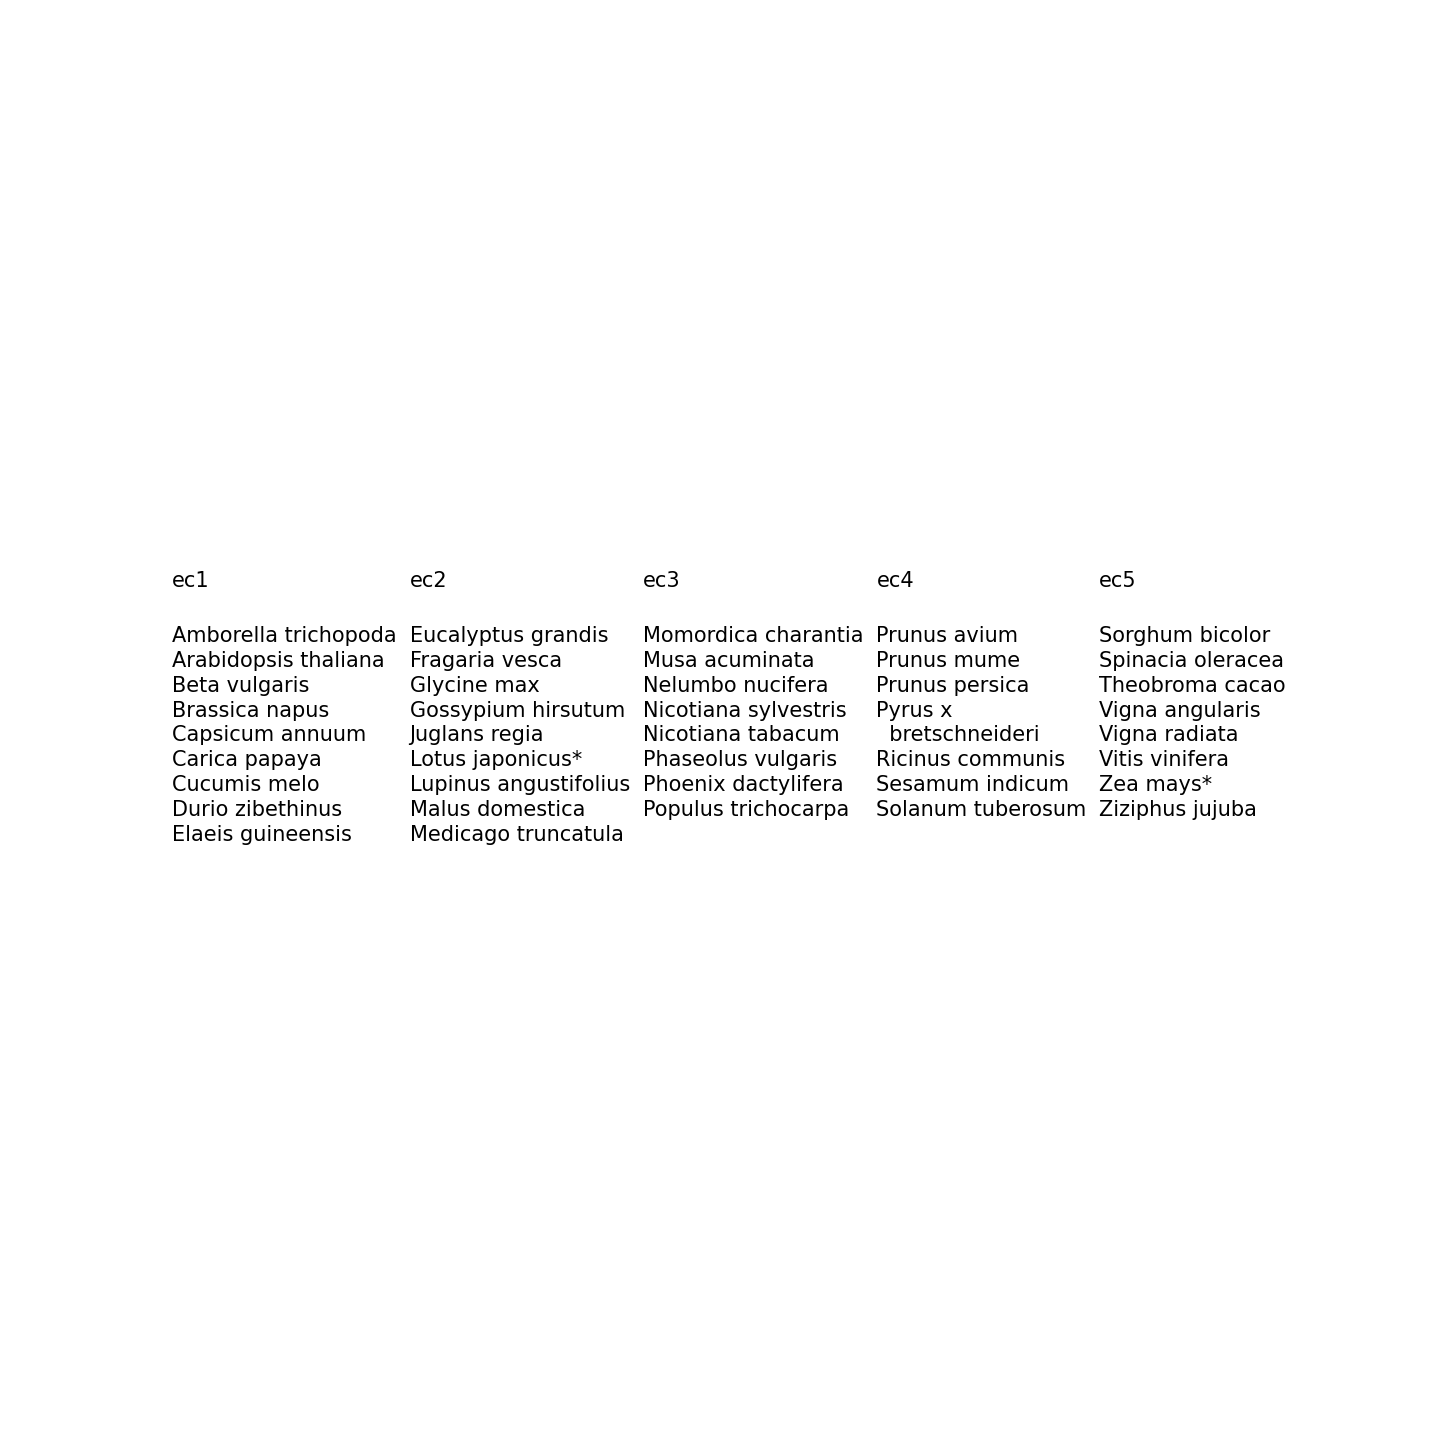 ec1
Amborella trichopoda
Arabidopsis thaliana
Beta vulgaris
Brassica napus
Capsicum annuum
Carica papaya
Cucumis melo
Durio zibethinus
Elaeis guineensis
ec2
Eucalyptus grandis
Fragaria vesca
Glycine max
Gossypium hirsutum
Juglans regia
Lotus japonicus*
Lupinus angustifolius
Malus domestica
Medicago truncatula
ec3
Momordica charantia
Musa acuminata
Nelumbo nucifera
Nicotiana sylvestris
Nicotiana tabacum
Phaseolus vulgaris
Phoenix dactylifera
Populus trichocarpa
ec4
Prunus avium
Prunus mume
Prunus persica
Pyrus x
bretschneideri
Ricinus communis
Sesamum indicum
Solanum tuberosum
ec5
Sorghum bicolor
Spinacia oleracea
Theobroma cacao
Vigna angularis
Vigna radiata
Vitis vinifera
Zea mays*
Ziziphus jujuba